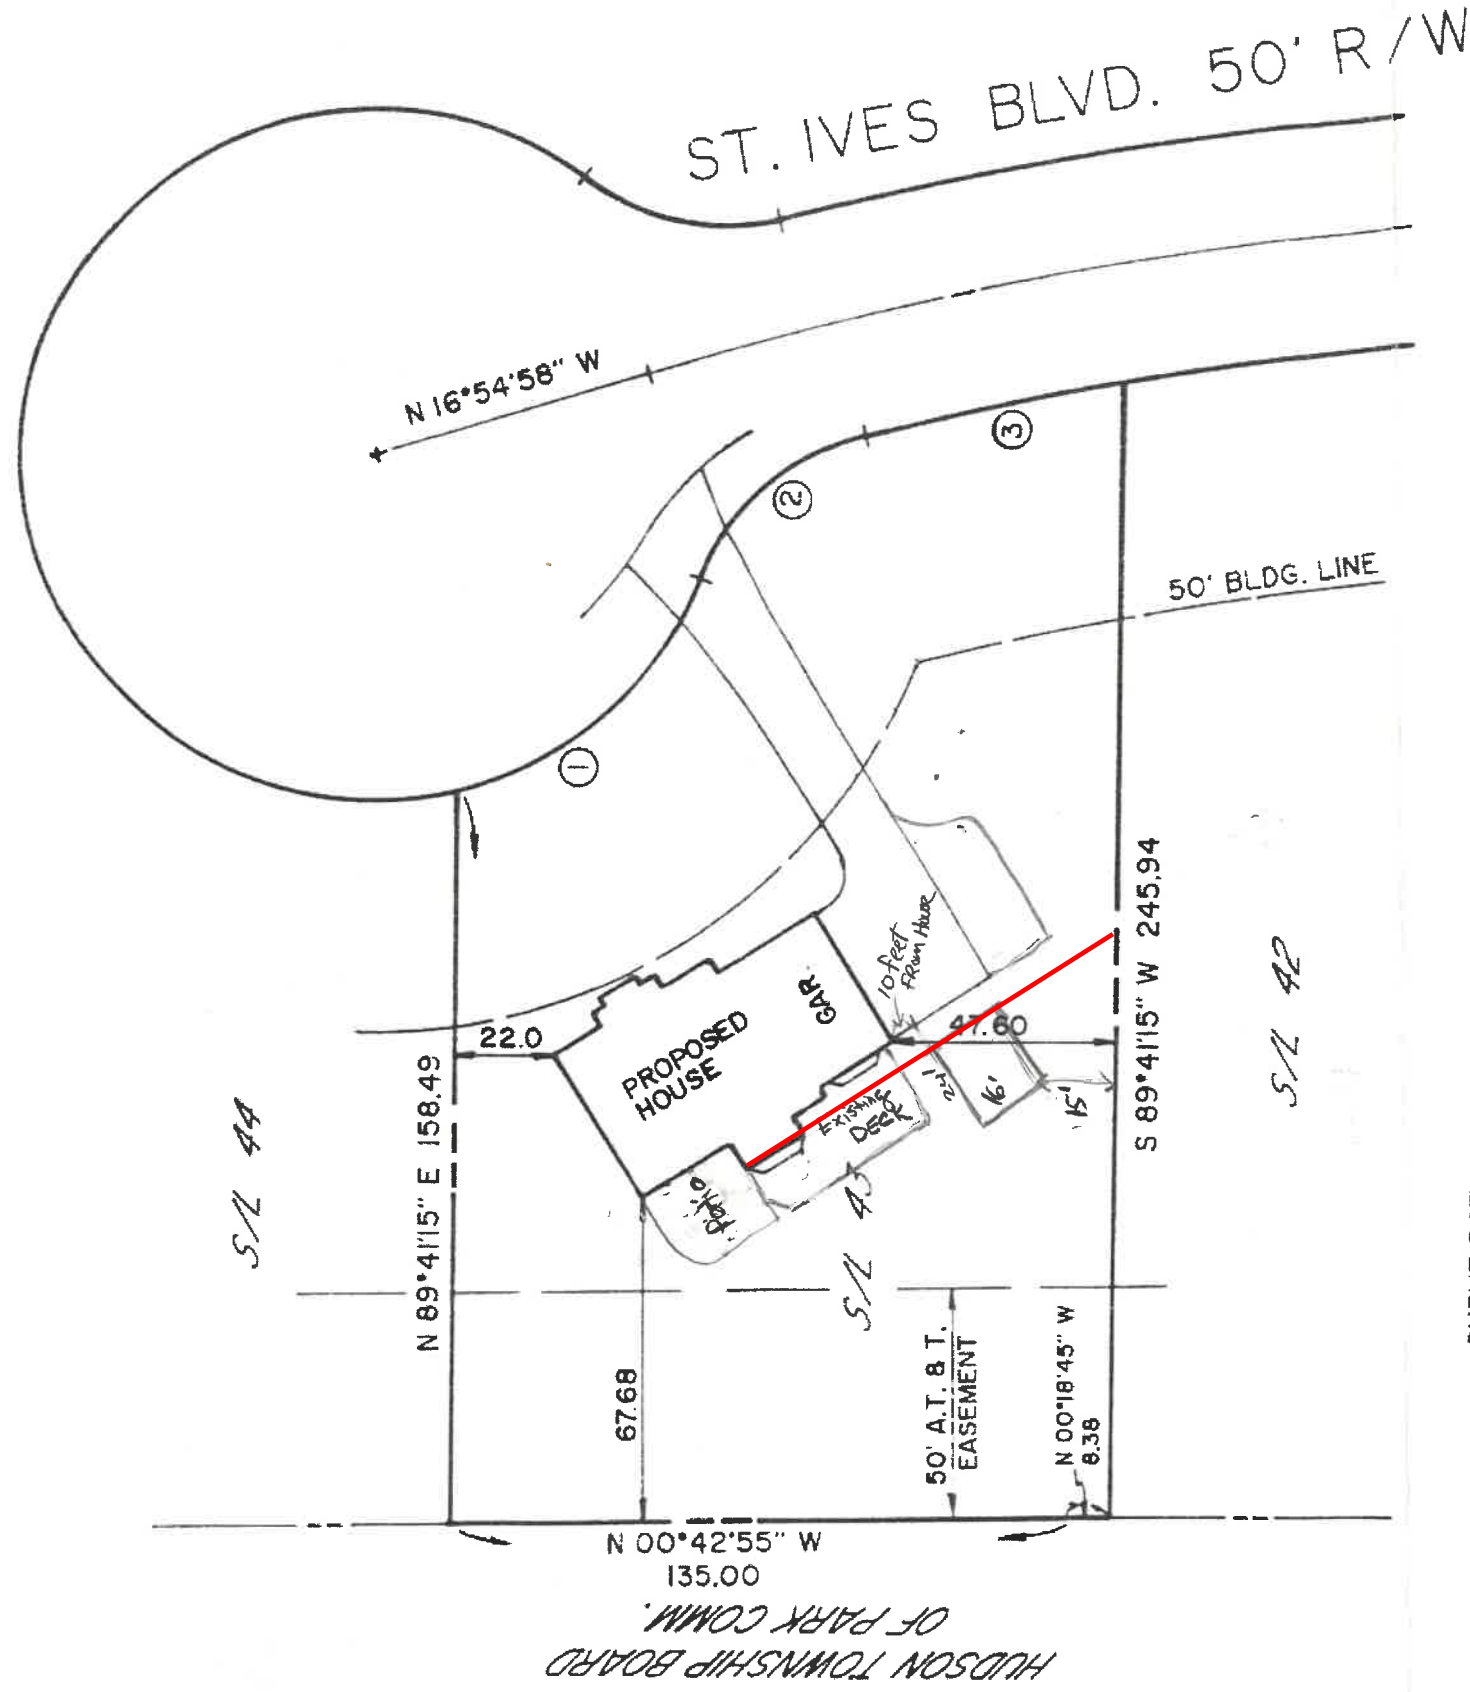 ST. IVES BLVD. 50' R/W
N 16°54'58" W
3
2
50' BLDG. LINE
1
S 89°41'15" W 245.94
10 feet
FROM House
GAR.
47.60
22.0
PROPOSED
HOUSE
24'
16'
15'
EXISTING
DECK
S/L 42
N 89°41'15" E 158.49
S/L 44
Patio
S/L 43
67.68
50' A.T. & T.
EASEMENT
N 00°18'45" W
8.38
N 00°42'55" W
135.00
HUDSON TOWNSHIP BOARD
OF PARK COMM.